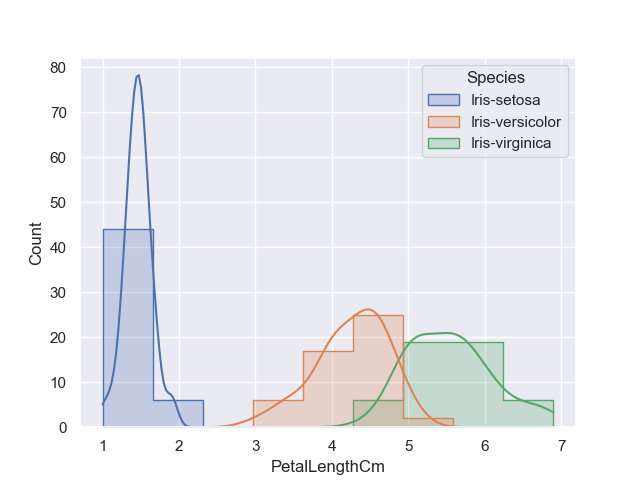 80
70
60
50
40
30
20
10
0
Count
Species
Iris-setosa
Iris-versicolor
Iris-virginica
1 2 3 4 5 6 7
PetalLengthCm